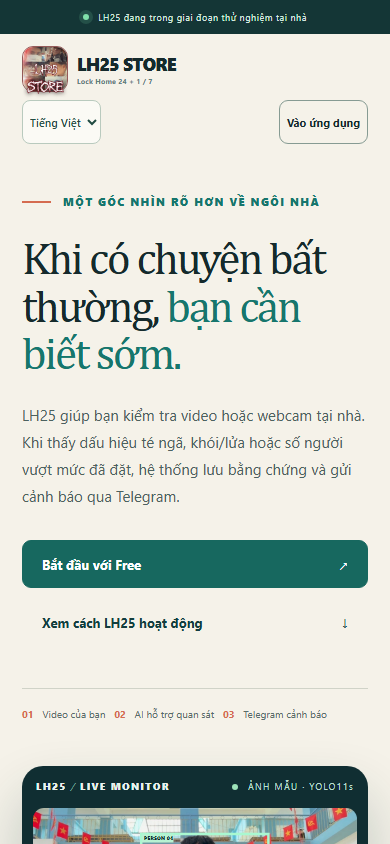 LH25 đang trong giai đoạn thử nghiệm tại nhà
LH25
STORE
LH25 STORE
Lock Home 24 + 1 / 7
Tiếng Việt
Vào ứng dụng
MỘT GÓC NHÌN RÕ HƠN VỀ NGÔI NHÀ
Khi có chuyện bất
thường, bạn cần
biết sớm.
LH25 giúp bạn kiểm tra video hoặc webcam tại nhà.
Khi thấy dấu hiệu té ngã, khói/lửa hoặc số người
vượt mức đã đặt, hệ thống lưu bằng chứng và gửi
cảnh báo qua Telegram.
Bắt đầu với Free ↗
Xem cách LH25 hoạt động ↓
01 Video của bạn 02 AI hỗ trợ quan sát 03 Telegram cảnh báo
LH25 / LIVE MONITOR ẢNH MẪU · YOLO11s
PERSON 04